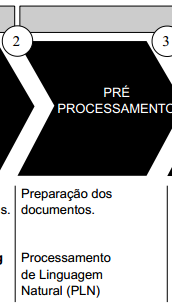 2
3
PRÉ
PROCESSAMENTO
Preparação dos
s. documentos.
g Processamento
de Linguagem
Natural (PLN)